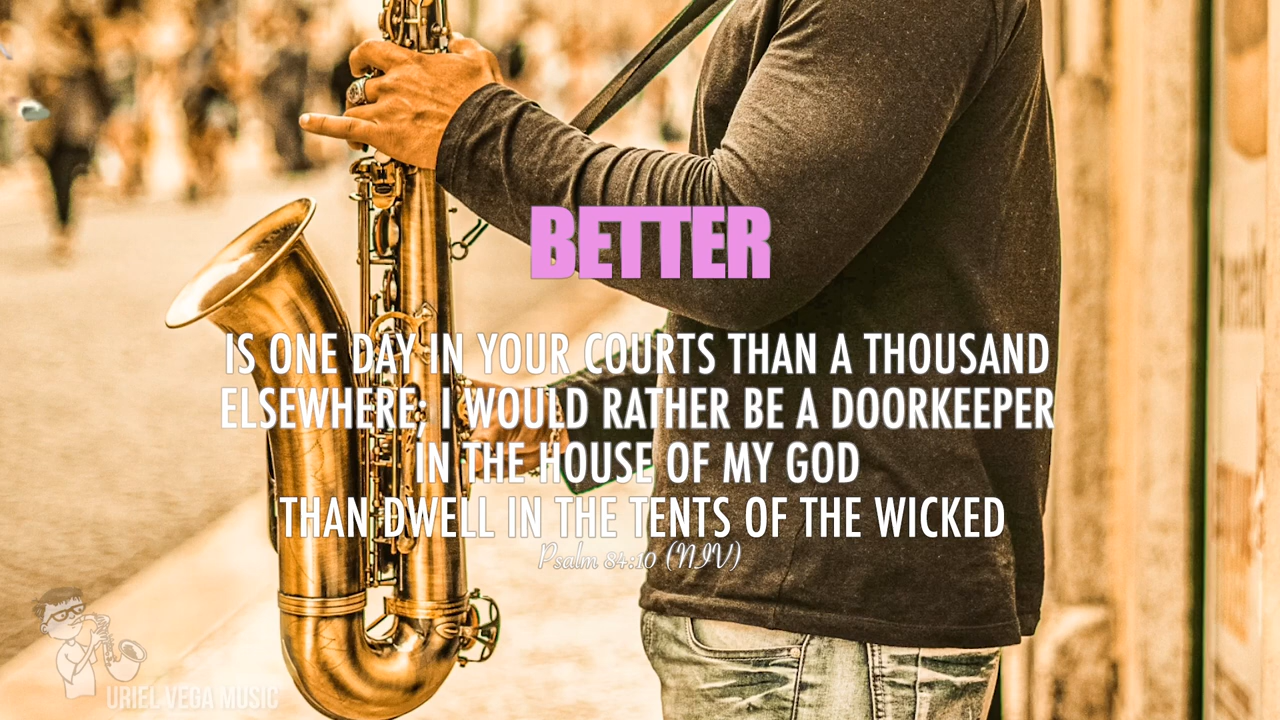 BETTER
IS ONE DAY IN YOUR COURTS THAN A THOUSAND
ELSEWHERE; I WOULD RATHER BE A DOORKEEPER
IN THE HOUSE OF MY GOD
THAN DWELL IN THE TENTS OF THE WICKED
Psalm 84:10 (NIV)
URIEL VEGA MUSIC